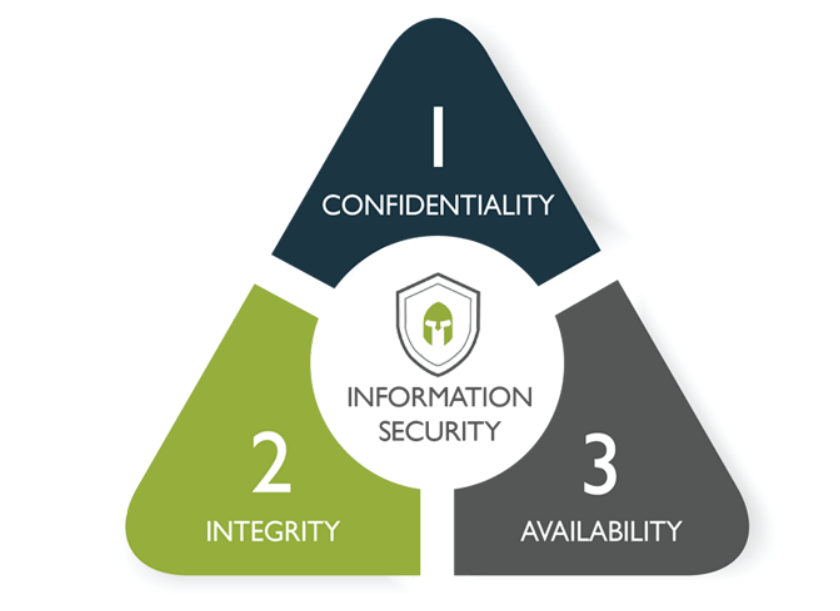 1
CONFIDENTIALITY
INFORMATION
SECURITY
2
INTEGRITY
3
AVAILABILITY